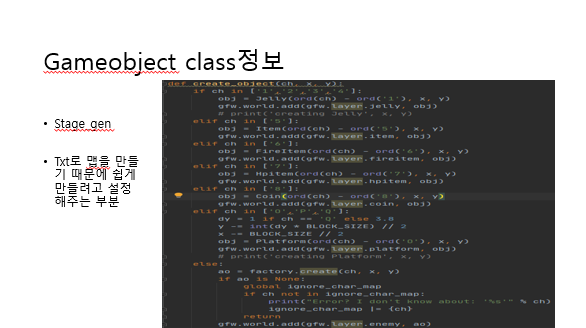 Gameobject class정보
• Stage gen
• Txt로 맵을 만들
기 때문에 쉽게
만들려고 설정
해주는 부분
def create_object(ch, x, y):
if ch in ['1','2','3','4']:
obj = Jelly(ord(ch) - ord('1'), x, y)
gfw.world.add(gfw.layer.jelly, obj)
# print('creating Jelly', x, y)
elif ch in ['5']:
obj = Item(ord(ch) - ord('5'), x, y)
gfw.world.add(gfw.layer.item, obj)
elif ch in ['6']:
obj = FireItem(ord(ch) - ord('6'), x, y)
gfw.world.add(gfw.layer.fireitem, obj)
elif ch in ['7']:
obj = Hpitem(ord(ch) - ord('7'), x, y)
gfw.world.add(gfw.layer.hpitem, obj)
elif ch in ['8']:
obj = Coin(ord(ch) - ord('8'), x, y)
gfw.world.add(gfw.layer.coin, obj)
elif ch in ['O','P','Q']:
dy = 1 if ch == 'Q' else 3.8
y -= int(dy * BLOCK_SIZE) // 2
x -= BLOCK_SIZE // 2
obj = Platform(ord(ch) - ord('O'), x, y)
gfw.world.add(gfw.layer.platform, obj)
# print('creating Platform', x, y)
else:
ao = factory.create(ch, x, y)
if ao is None:
global ignore_char_map
if ch not in ignore_char_map:
print("Error? I don't know about: '%s'" % ch)
ignore_char_map |= {ch}
return
gfw.world.add(gfw.layer.enemy, ao)